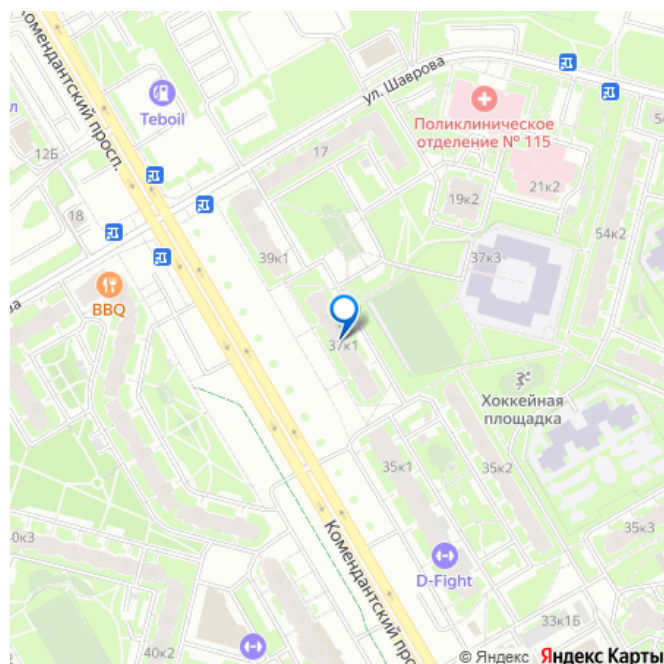 Комендантский просп.
ул. Шаврова
Teboil
Поликлиническое
отделение № 115
12Б
17
21к2
19к2
18
54к2
39к1
37к3
BBQ
37к1
Хоккейная
площадка
35к1
35к2
35к3
D-Fight
Комендантский прос
33к1Б
40к2
© Яндекс Яндекс Карты